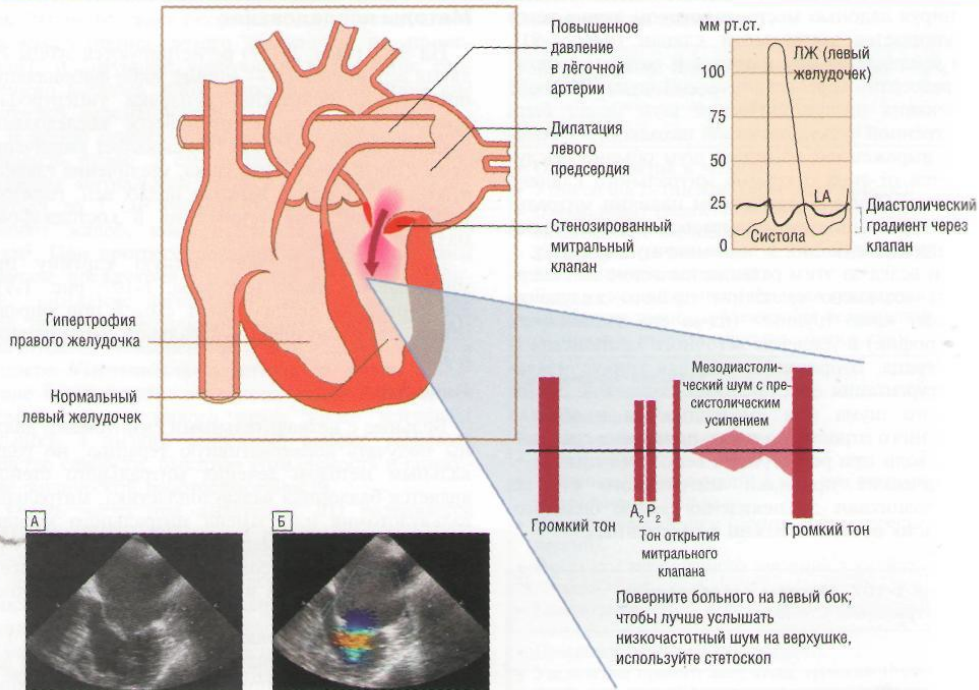 Повышенное
давление
в лёгочной
артерии
Дилатация
левого
предсердия
Стенозированный
митральный
клапан
Гипертрофия
правого желудочка
Нормальный
левый желудочек
мм рт.ст.
100
75
50
25
0
ЛЖ (левый
желудочек)
LA
Систола
Диастолический
градиент через
клапан
Мезодиастоли-
ческий шум с пре-
систолическим
усилением
Громкий тон
A2 P2
Тон открытия
митрального
клапана
Громкий тон
Поверните больного на левый бок;
чтобы лучше услышать
низкочастотный шум на верхушке,
используйте стетоскоп
А
Б